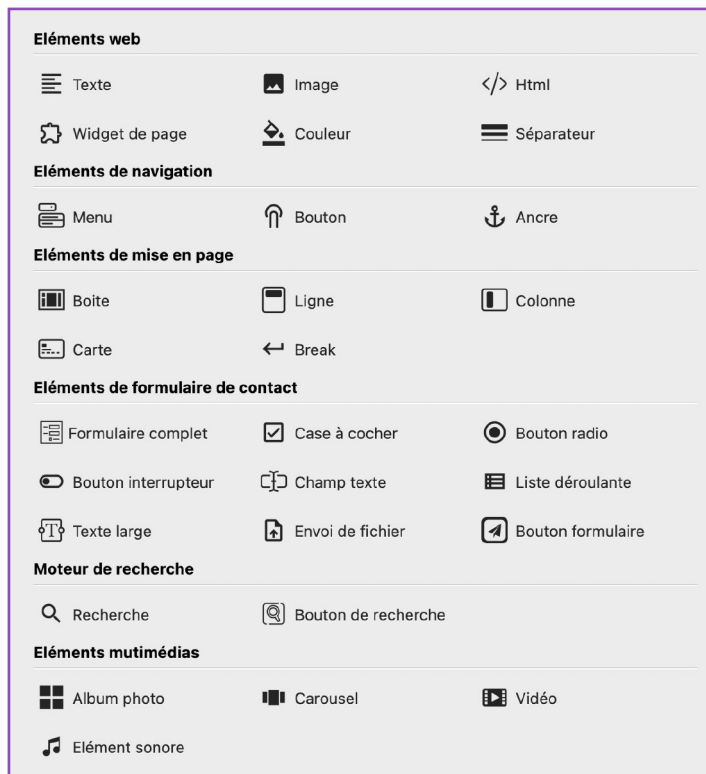 Eléments web
Texte Image Html
Widget de page Couleur Séparateur
Eléments de navigation
Menu Bouton Ancre
Eléments de mise en page
Boite Ligne Colonne
Carte Break
Eléments de formulaire de contact
Formulaire complet Case à cocher Bouton radio
Bouton interrupteur Champ texte Liste déroulante
Texte large Envoi de fichier Bouton formulaire
Moteur de recherche
Recherche Bouton de recherche
Eléments mutimédias
Album photo Carousel Vidéo
Elément sonore